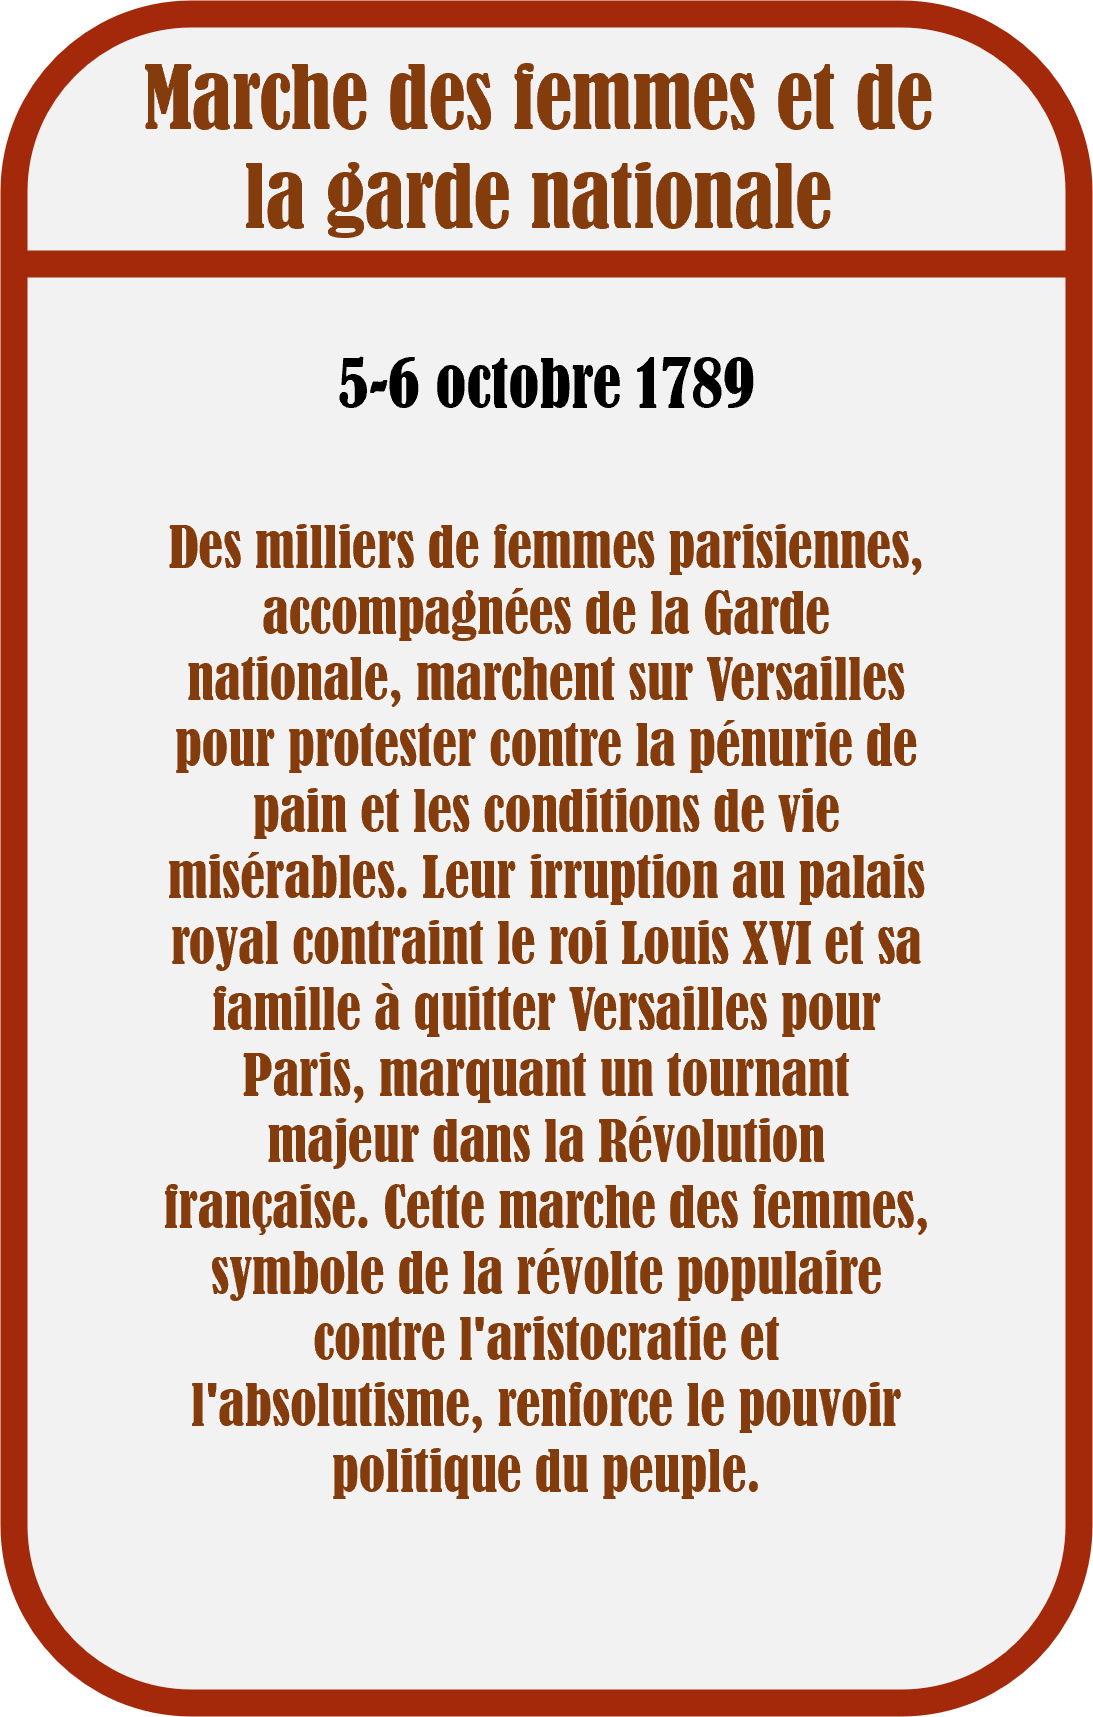 Marche des femmes et de
la garde nationale
5-6 octobre 1789
Des milliers de femmes parisiennes,
accompagnées de la Garde
nationale, marchent sur Versailles
pour protester contre la pénurie de
pain et les conditions de vie
misérables. Leur irruption au palais
royal contraint le roi Louis XVI et sa
famille à quitter Versailles pour
Paris, marquant un tournant
majeur dans la Révolution
française. Cette marche des femmes,
symbole de la révolte populaire
contre l'aristocratie et
l'absolutisme, renforce le pouvoir
politique du peuple.